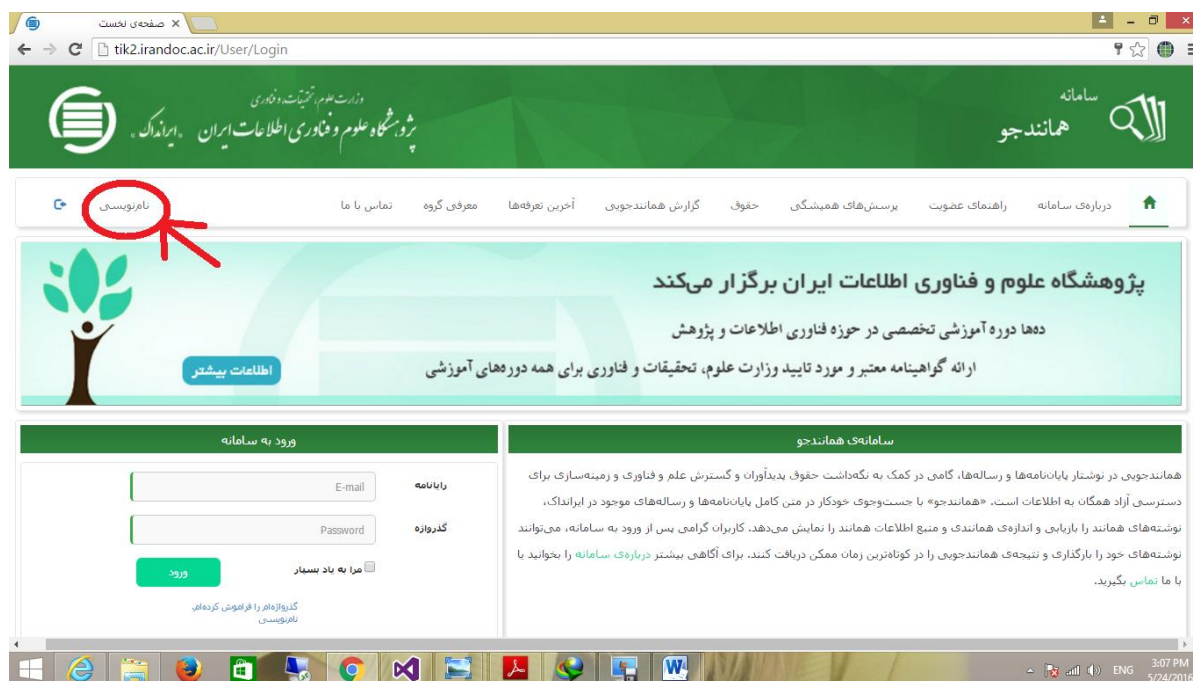 صفحه‌ی نخست
tik2.irandoc.ac.ir/User/Login
سامانه
همانندجو
وزارت علوم، تحقیقات، و فناوری
پژوهشگاه علوم و فناوری اطلاعات ایران «ایرانداک»
درباره‌ی سامانه راهنمای عضویت پرسش‌های همیشگی حقوق گزارش همانندجویی آخرین تعرفه‌ها معرفی گروه تماس با ما نام‌نویسی
پژوهشگاه علوم و فناوری اطلاعات ایران برگزار می‌کند
ده‌ها دوره آموزشی تخصصی در حوزه فناوری اطلاعات و پژوهش
ارائه گواهینامه معتبر و مورد تایید وزارت علوم، تحقیقات و فناوری برای همه دوره‌های آموزشی
اطلاعات بیشتر
سامانه‌ی همانندجو
همانندجویی در نوشتار پایان‌نامه‌ها و رساله‌ها، گامی در کمک به نگه‌داشت حقوق پدیدآوران و گسترش علم و فناوری و زمینه‌سازی برای
دسترسی آزاد همگان به اطلاعات است. «همانندجو» با جست‌وجوی خودکار در متن کامل پایان‌نامه‌ها و رساله‌های موجود در ایرانداک،
نوشته‌های همانند را بازیابی و اندازه‌ی همانندی و منبع اطلاعات همانند را نمایش می‌دهد. کاربران گرامی پس از ورود به سامانه، می‌توانند
نوشته‌های خود را بارگذاری و نتیجه‌ی همانندجویی را در کوتاه‌ترین زمان ممکن دریافت کنند. برای آگاهی بیشتر درباره‌ی سامانه را بخوانید یا
با ما تماس بگیرید.
ورود به سامانه
رایانامه
E-mail
گذرواژه
Password
مرا به یاد بسپار
ورود
گذرواژه‌ام را فراموش کرده‌ام.
نام‌نویسی
ENG
3:07 PM
5/24/2016